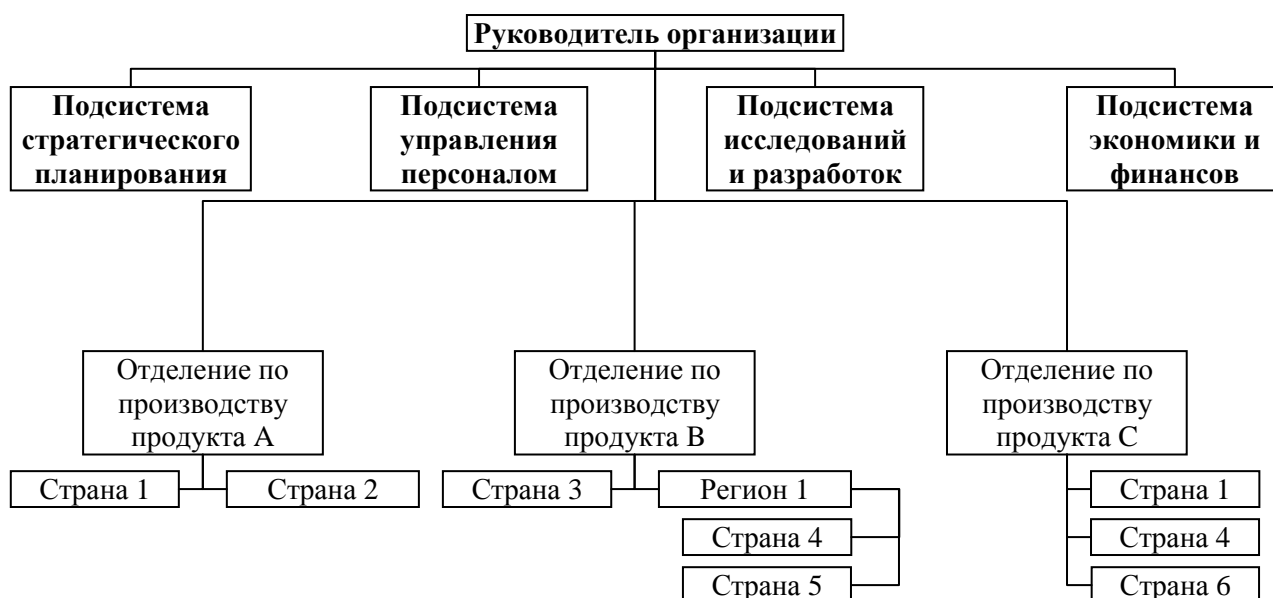 Руководитель организации
Подсистема
стратегического
планирования
Подсистема
управления
персоналом
Подсистема
исследований
и разработок
Подсистема
экономики и
финансов
Отделение по
производству
продукта А
Отделение по
производству
продукта В
Отделение по
производству
продукта С
Страна 1
Страна 2
Страна 3
Регион 1
Страна 4
Страна 5
Страна 1
Страна 4
Страна 6